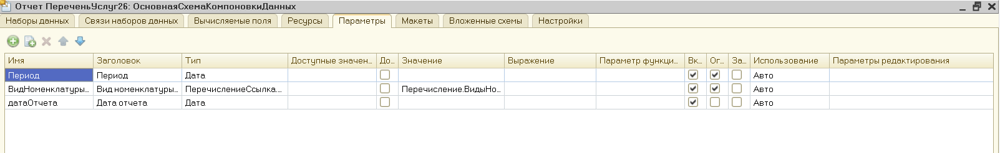 Отчет ПереченьУслуг26: ОсновнаяСхемаКомпоновкиДанных
Наборы данных Связи наборов данных Вычисляемые поля Ресурсы Параметры Макеты Вложенные схемы Настройки
Имя Заголовок Тип Доступные значен... До... Значение Выражение Параметр функци... Вк... Ог... За... Использование Параметры редактирования
Период Период Дата Авто
ВидНоменклатуры... Вид номенклатуры... ПеречислениеСсылка.... Перечисление.ВидыНо... Авто
датаОтчета Дата отчета Дата Авто